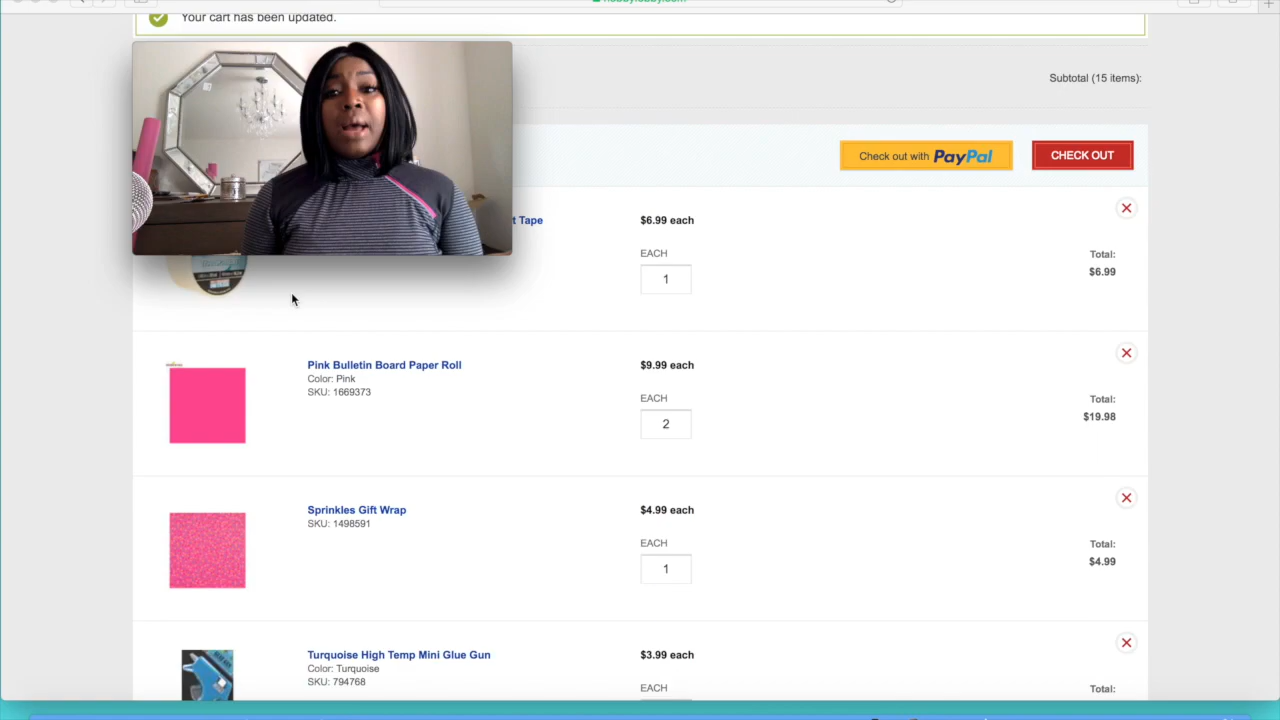 Your cart has been updated.
Subtotal (15 items):
Check out with PayPal
CHECK OUT
t Tape
$6.99 each
EACH
1
Total:
$6.99
Pink Bulletin Board Paper Roll
Color: Pink
SKU: 1669373
$9.99 each
EACH
2
Total:
$19.98
Sprinkles Gift Wrap
SKU: 1498591
$4.99 each
EACH
1
Total:
$4.99
Turquoise High Temp Mini Glue Gun
Color: Turquoise
SKU: 794768
$3.99 each
EACH
Total: